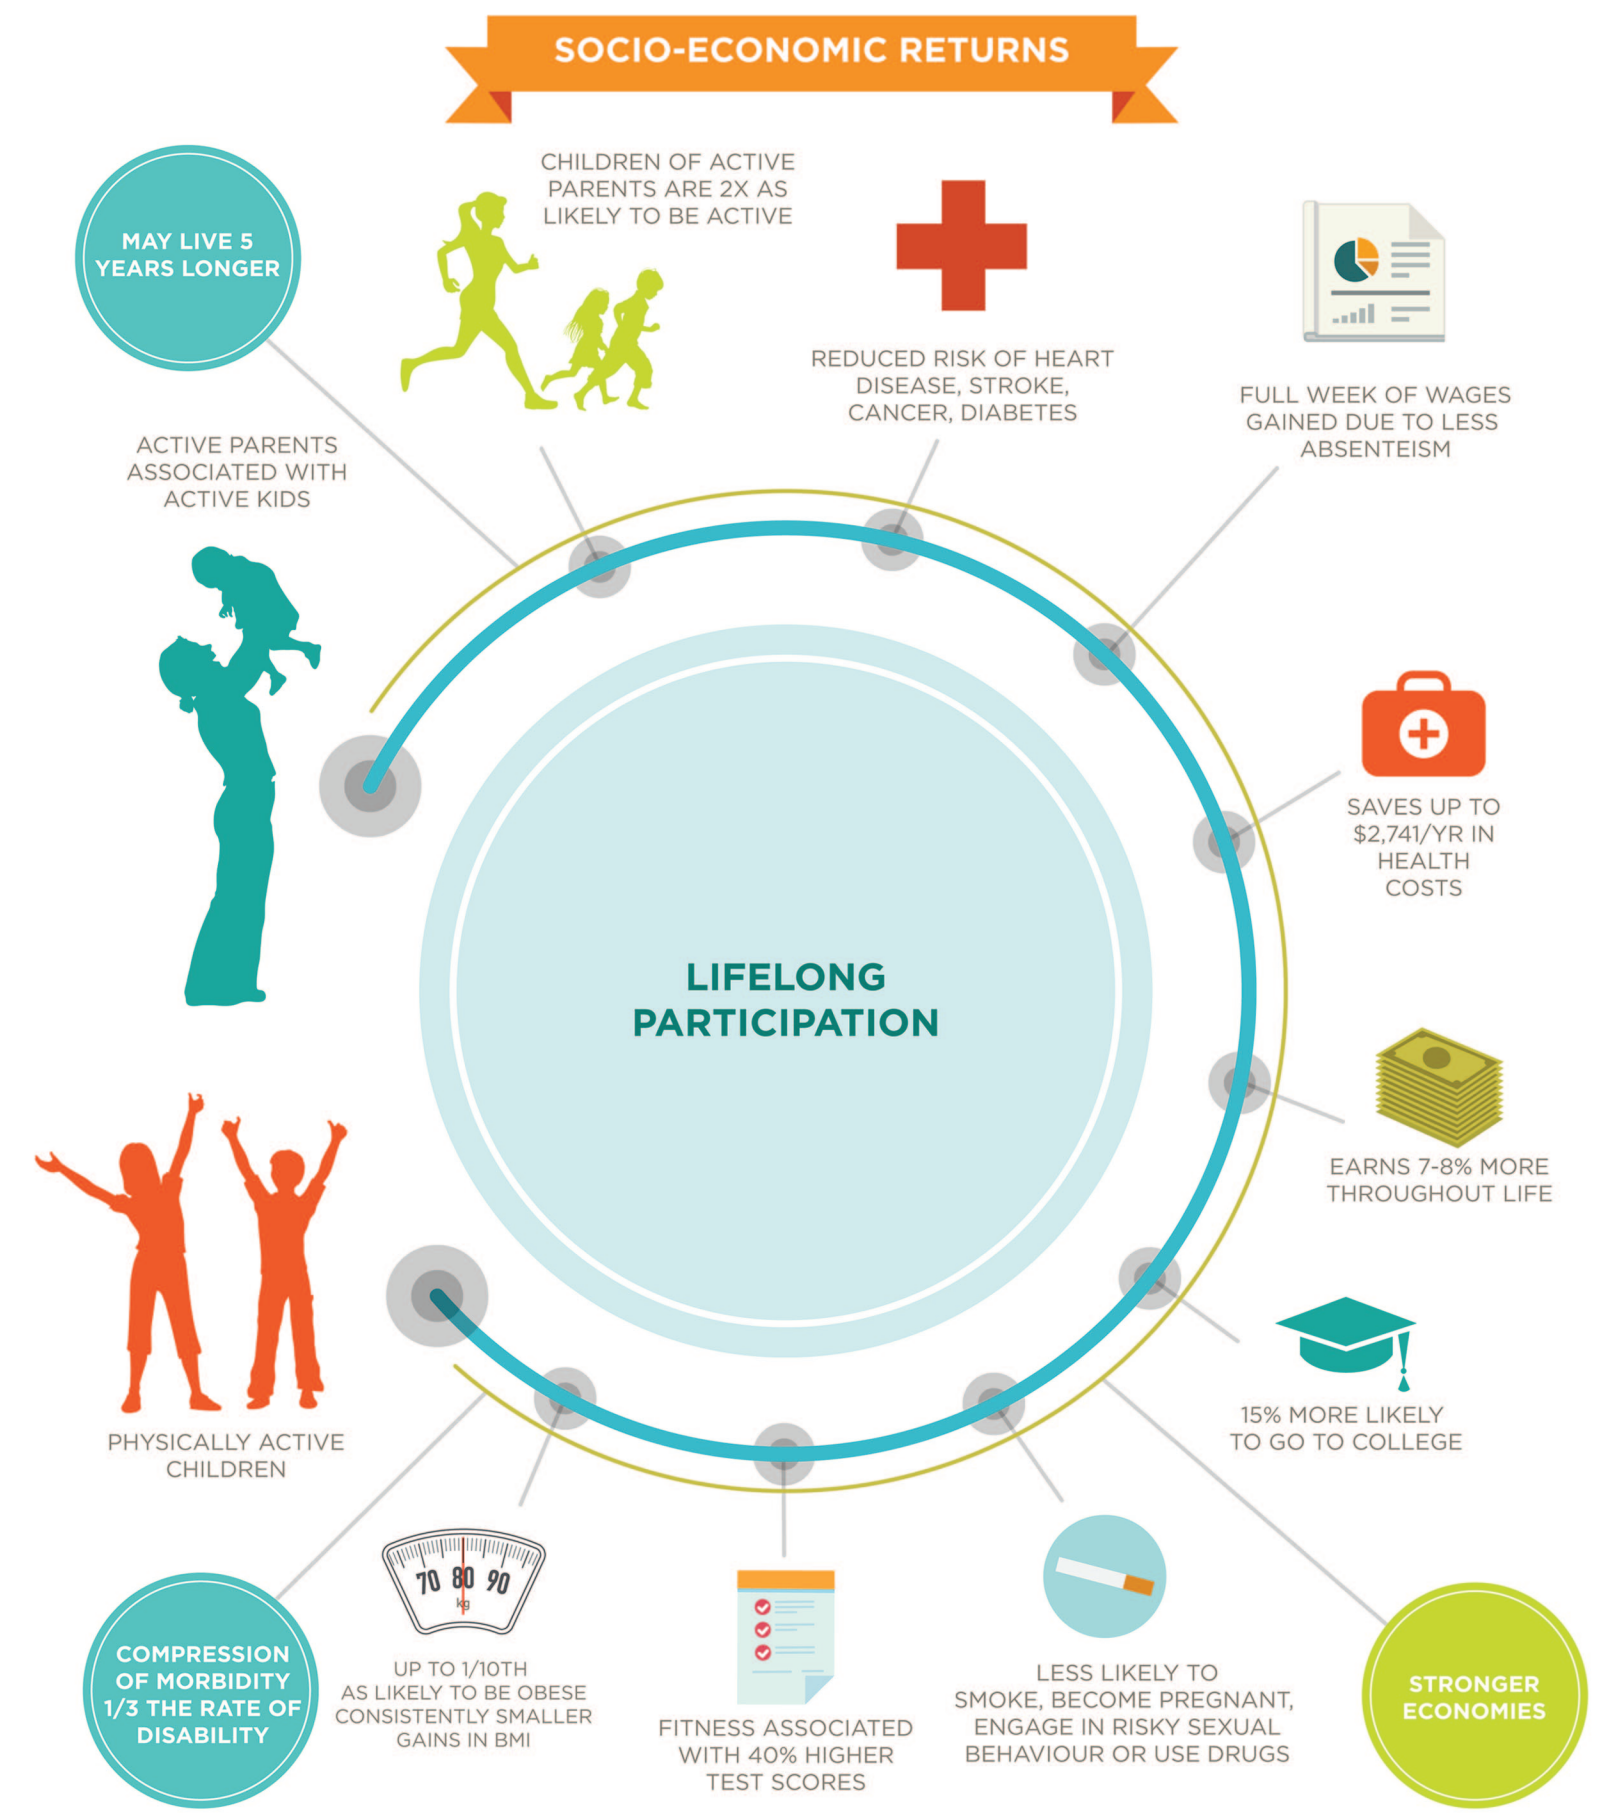 SOCIO-ECONOMIC RETURNS
MAY LIVE 5
YEARS LONGER
CHILDREN OF ACTIVE
PARENTS ARE 2X AS
LIKELY TO BE ACTIVE
REDUCED RISK OF HEART
DISEASE, STROKE,
CANCER, DIABETES
FULL WEEK OF WAGES
GAINED DUE TO LESS
ABSENTEISM
ACTIVE PARENTS
ASSOCIATED WITH
ACTIVE KIDS
SAVES UP TO
$2,741/YR IN
HEALTH
COSTS
LIFELONG
PARTICIPATION
EARNS 7-8% MORE
THROUGHOUT LIFE
15% MORE LIKELY
TO GO TO COLLEGE
PHYSICALLY ACTIVE
CHILDREN
70 80 90
kg
UP TO 1/10TH
AS LIKELY TO BE OBESE
CONSISTENTLY SMALLER
GAINS IN BMI
FITNESS ASSOCIATED
WITH 40% HIGHER
TEST SCORES
LESS LIKELY TO
SMOKE, BECOME PREGNANT,
ENGAGE IN RISKY SEXUAL
BEHAVIOUR OR USE DRUGS
COMPRESSION
OF MORBIDITY
1/3 THE RATE OF
DISABILITY
STRONGER
ECONOMIES